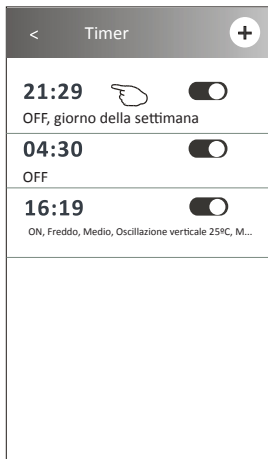 < Timer +
21:29
OFF, giorno della settimana
04:30
OFF
16:19
ON, Freddo, Medio, Oscillazione verticale 25ºC, M...